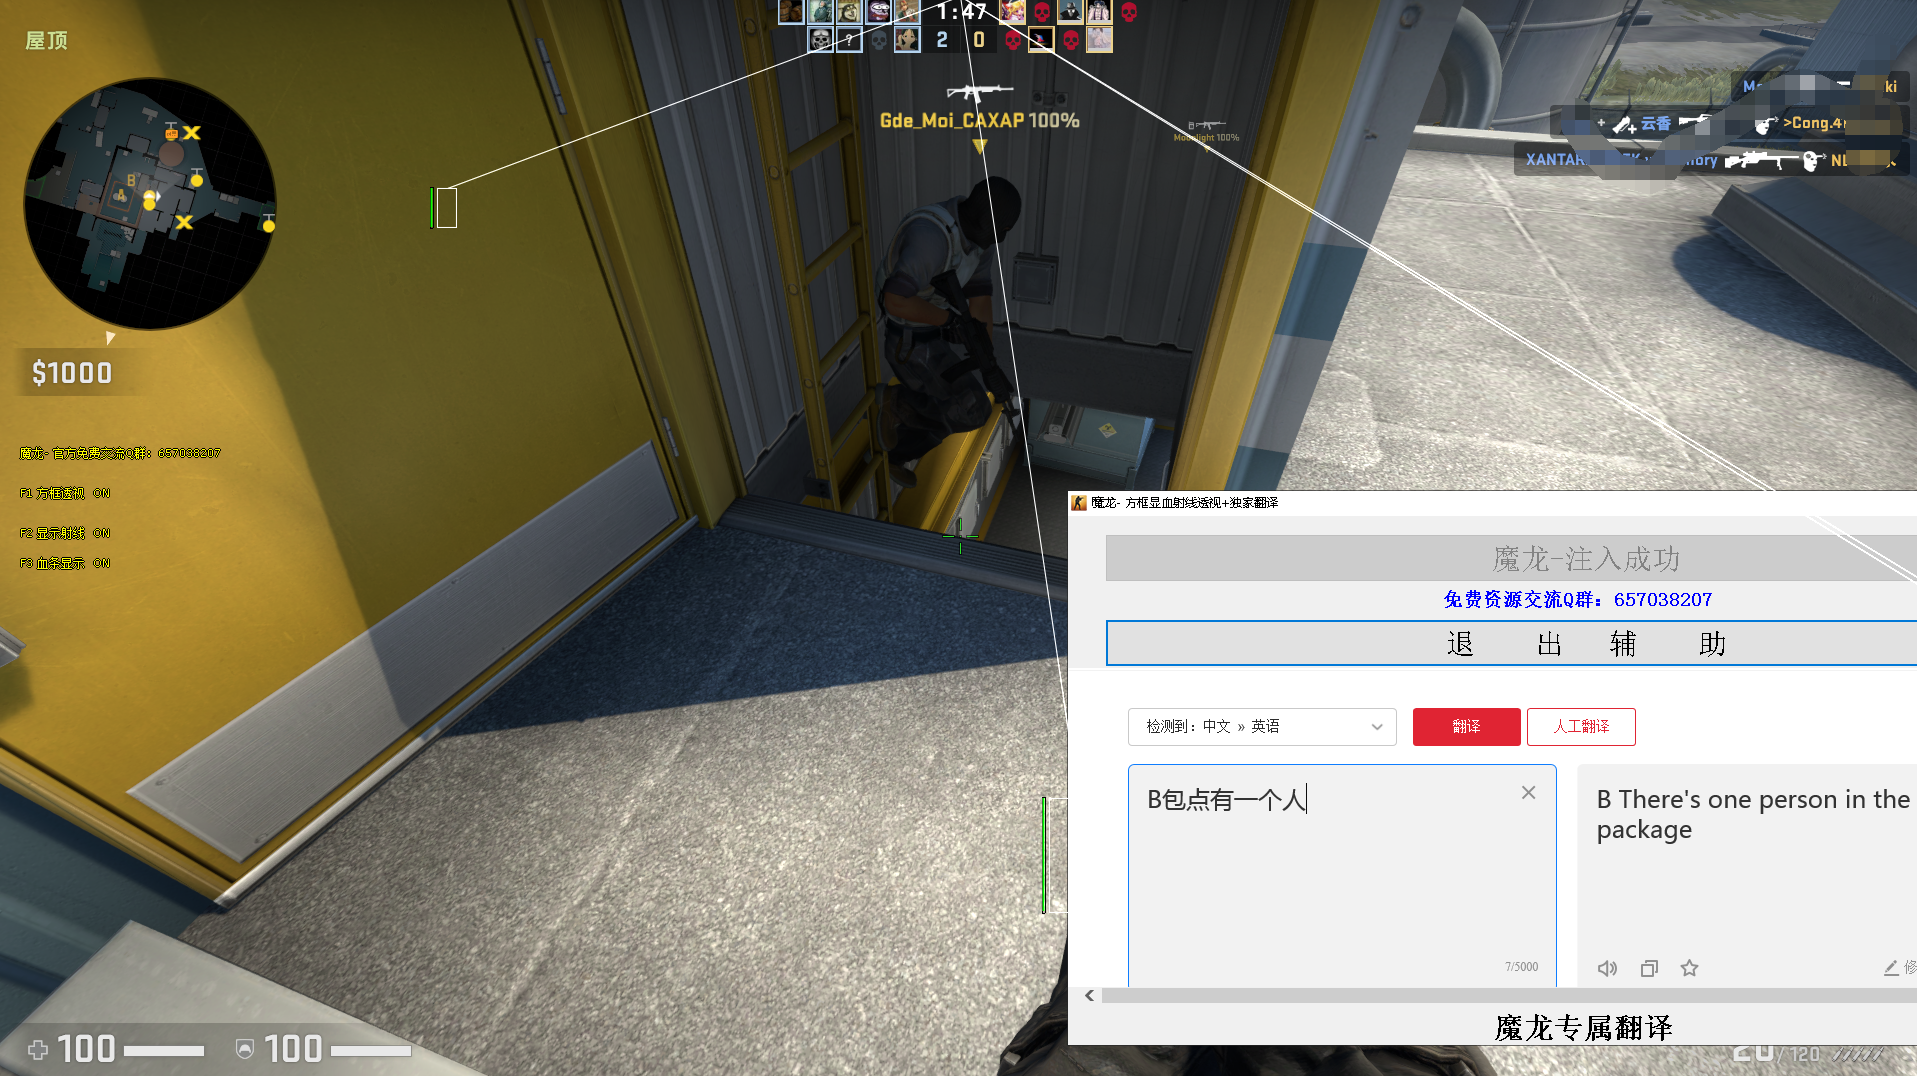 屋顶
1:47
2 0
?
Gde_Moi_CAXAP 100%
Moonlight 100%
ki
+ 云香 >Cong.4
XANTAR
B
A
$1000
魔龙- 官方免费交流Q群：657038207
F1 方框透视 ON
F2 显示射线 ON
F3 血条显示 ON
魔龙- 方框显血射线透视+独家翻译
魔龙-注入成功
免费资源交流Q群：657038207
退 出 辅 助
检测到：中文 » 英语
翻译
人工翻译
B包点有一个人
B There's one person in the
package
7/5000
修
魔龙专属翻译
100 100
20/ 120